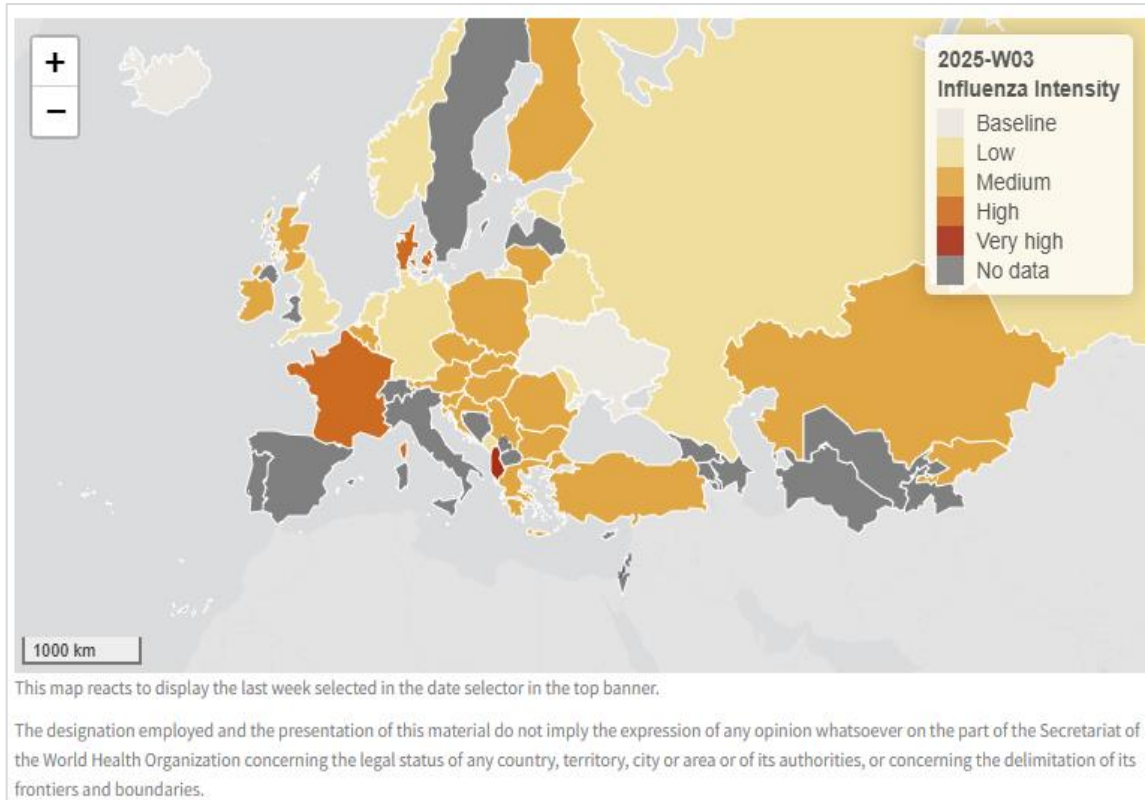 +
−
2025-W03
Influenza Intensity
Baseline
Low
Medium
High
Very high
No data
1000 km
This map reacts to display the last week selected in the date selector in the top banner.
The designation employed and the presentation of this material do not imply the expression of any opinion whatsoever on the part of the Secretariat of
the World Health Organization concerning the legal status of any country, territory, city or area or of its authorities, or concerning the delimitation of its
frontiers and boundaries.